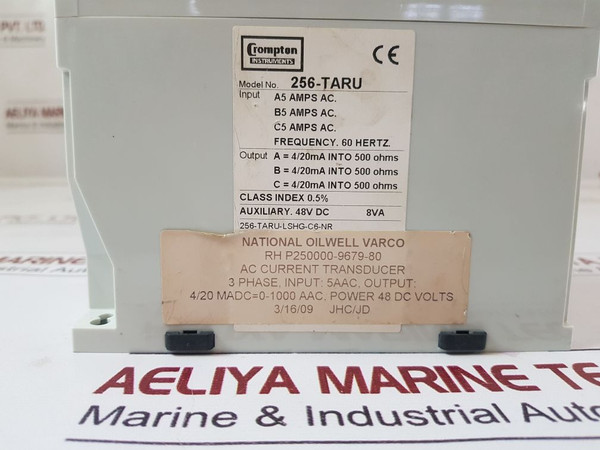 Crompton
INSTRUMENTS
CE
Model No. 256-TARU
Input A5 AMPS AC.
B5 AMPS AC.
C5 AMPS AC.
FREQUENCY. 60 HERTZ.
Output A = 4/20mA INTO 500 ohms
B = 4/20mA INTO 500 ohms
C = 4/20mA INTO 500 ohms
CLASS INDEX 0.5%
AUXILIARY. 48V DC 8VA
256-TARU-LSHG-C6-NR
NATIONAL OILWELL VARCO
RH P250000-9679-80
AC CURRENT TRANSDUCER
3 PHASE, INPUT: 5AAC, OUTPUT:
4/20 MADC=0-1000 AAC, POWER 48 DC VOLTS
3/16/09 JHC/JD
AELIYA MARINE TE
Marine & Industrial Auto